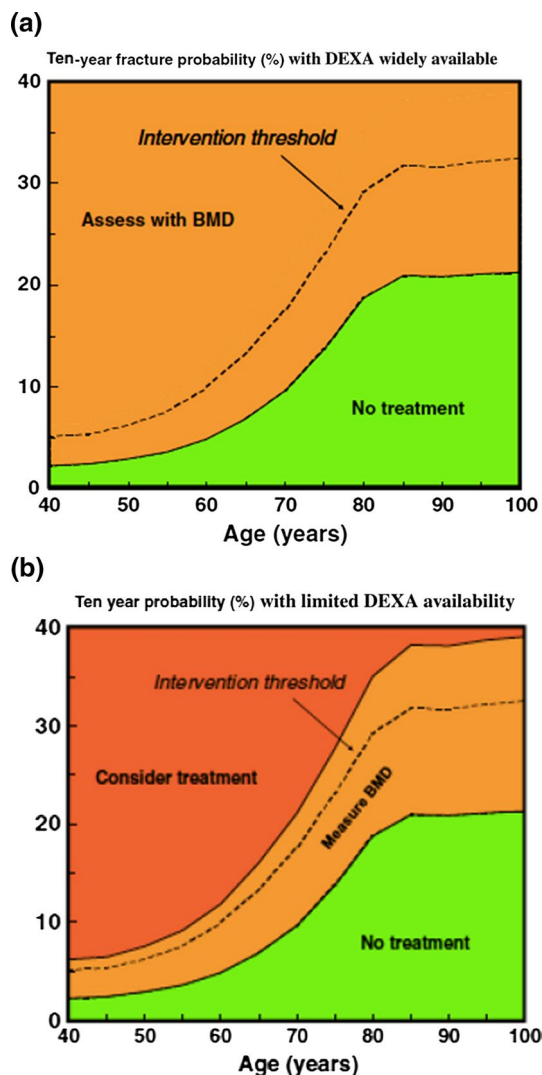 (a)
Ten-year fracture probability (%) with DEXA widely available
40
Intervention threshold
30
Assess with BMD
20
10
No treatment
0
40 50 60 70 80 90 100
Age (years)
(b)
Ten year probability (%) with limited DEXA availability
40
Intervention threshold
30
Consider treatment
Measure BMD
20
10
No treatment
0
40 50 60 70 80 90 100
Age (years)